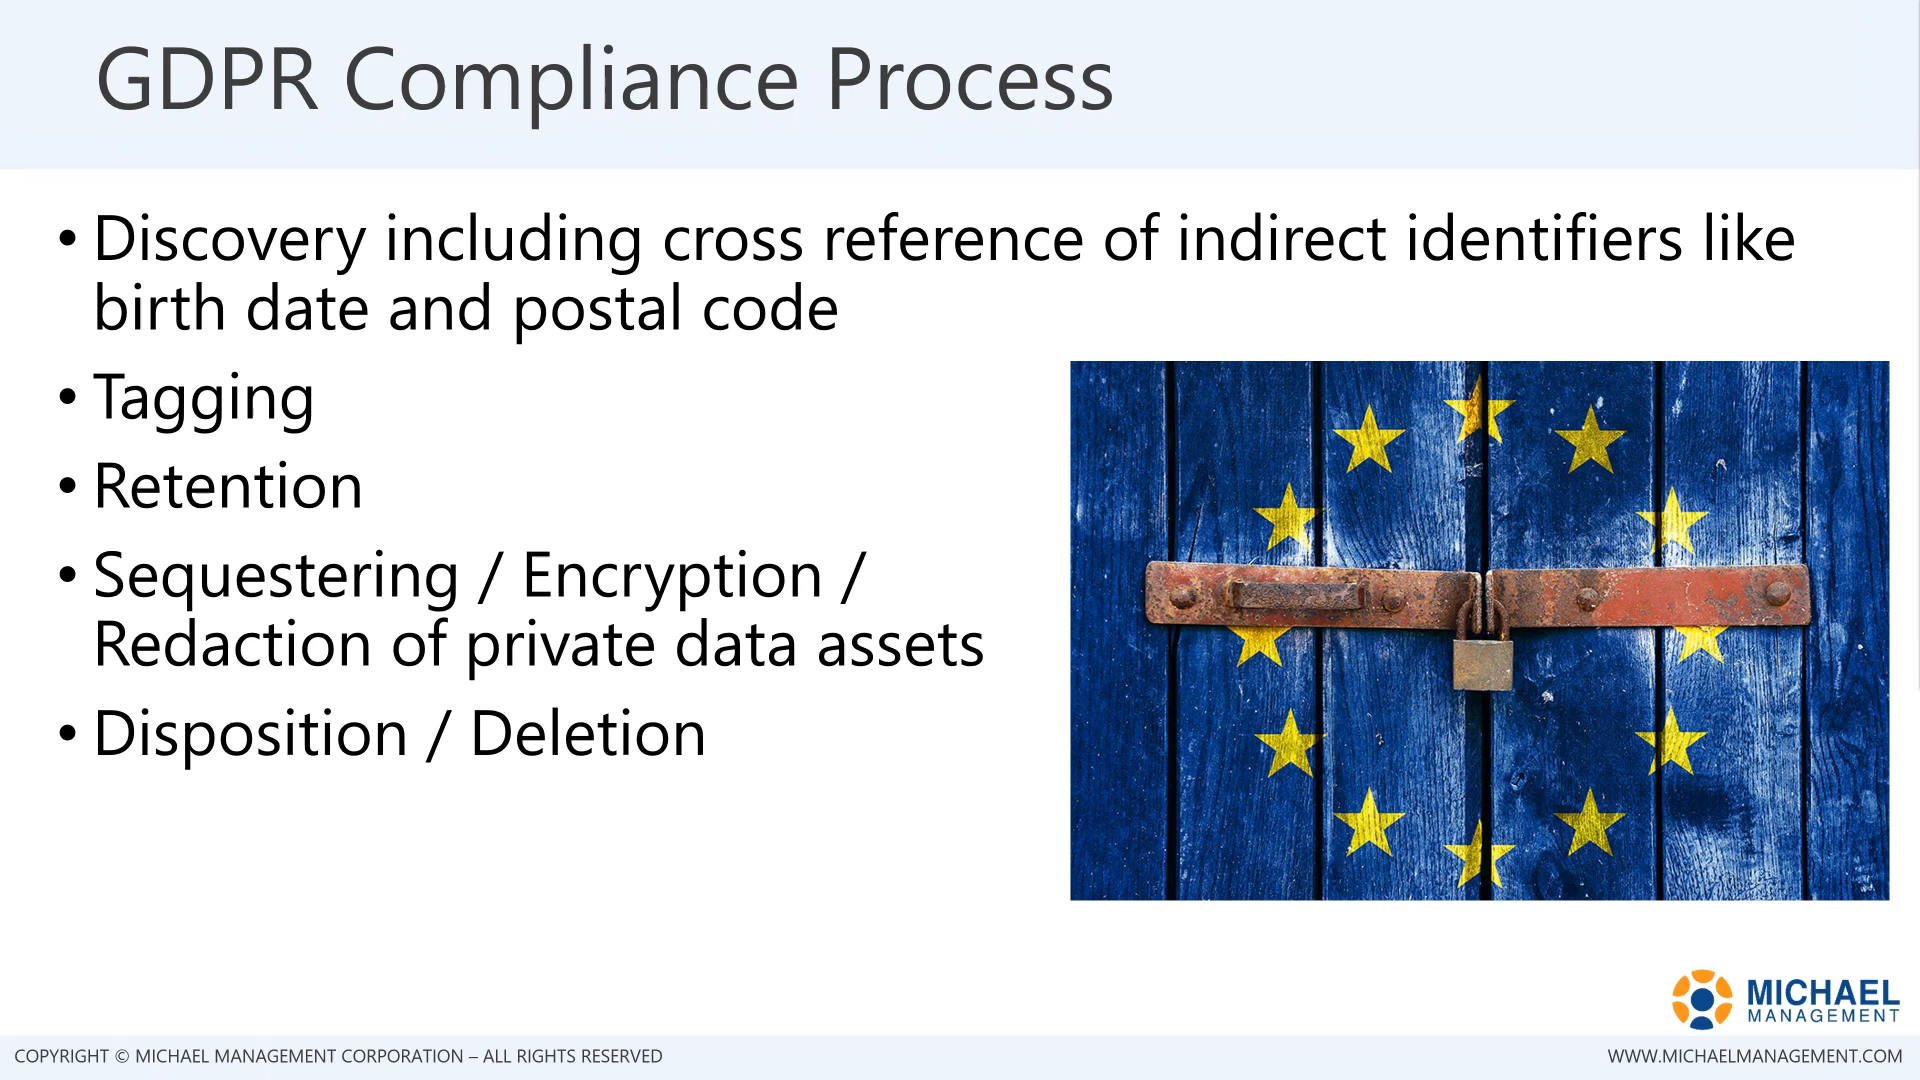 GDPR Compliance Process
• Discovery including cross reference of indirect identifiers like
birth date and postal code
• Tagging
• Retention
• Sequestering / Encryption /
Redaction of private data assets
• Disposition / Deletion
MICHAEL
MANAGEMENT
COPYRIGHT © MICHAEL MANAGEMENT CORPORATION – ALL RIGHTS RESERVED
WWW.MICHAELMANAGEMENT.COM